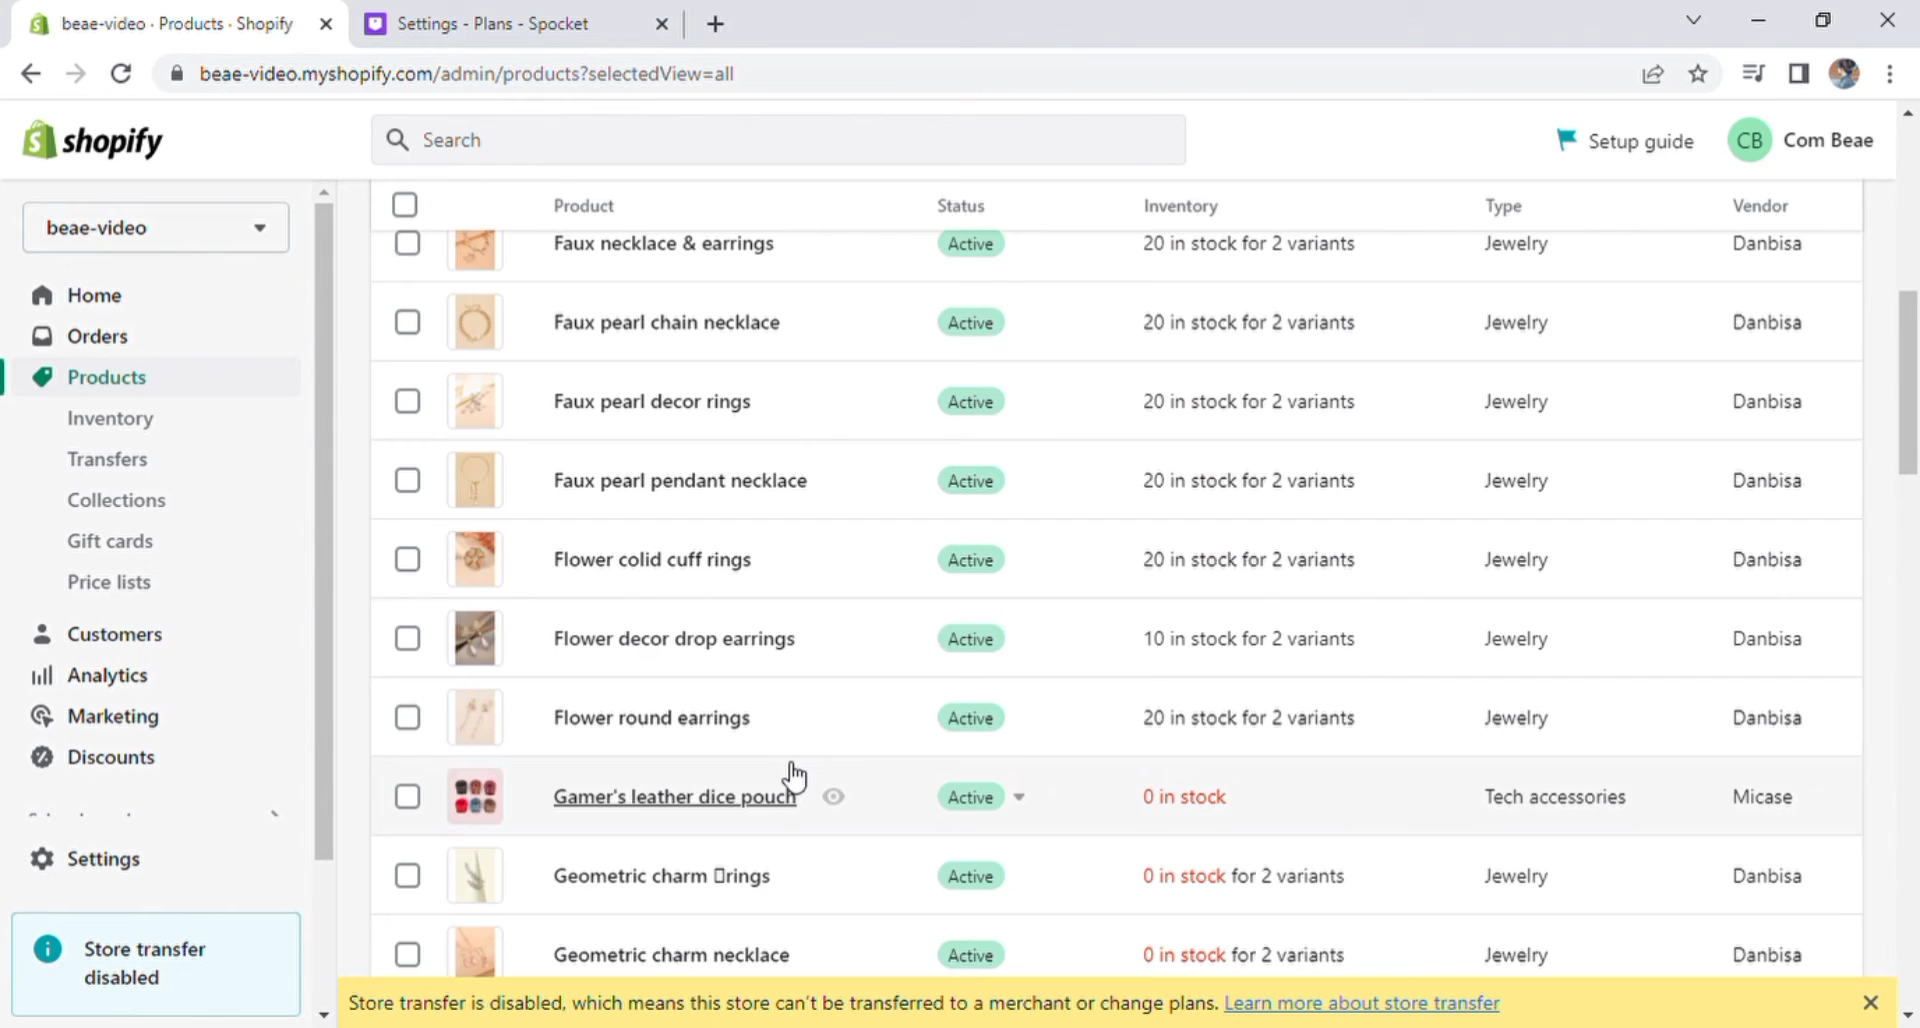 beae-video · Products · Shopify
Settings - Plans - Spocket
beae-video.myshopify.com/admin/products?selectedView=all
shopify
Search
Setup guide
CB
Com Beae
beae-video
Home
Orders
Products
Inventory
Transfers
Collections
Gift cards
Price lists
Customers
Analytics
Marketing
Discounts
Settings
Store transfer
disabled
Product Status Inventory Type Vendor
Faux necklace & earrings Active 20 in stock for 2 variants Jewelry Danbisa
Faux pearl chain necklace Active 20 in stock for 2 variants Jewelry Danbisa
Faux pearl decor rings Active 20 in stock for 2 variants Jewelry Danbisa
Faux pearl pendant necklace Active 20 in stock for 2 variants Jewelry Danbisa
Flower colid cuff rings Active 20 in stock for 2 variants Jewelry Danbisa
Flower decor drop earrings Active 10 in stock for 2 variants Jewelry Danbisa
Flower round earrings Active 20 in stock for 2 variants Jewelry Danbisa
Gamer's leather dice pouch Active 0 in stock Tech accessories Micase
Geometric charm rings Active 0 in stock for 2 variants Jewelry Danbisa
Geometric charm necklace Active 0 in stock for 2 variants Jewelry Danbisa
Store transfer is disabled, which means this store can't be transferred to a merchant or change plans. Learn more about store transfer